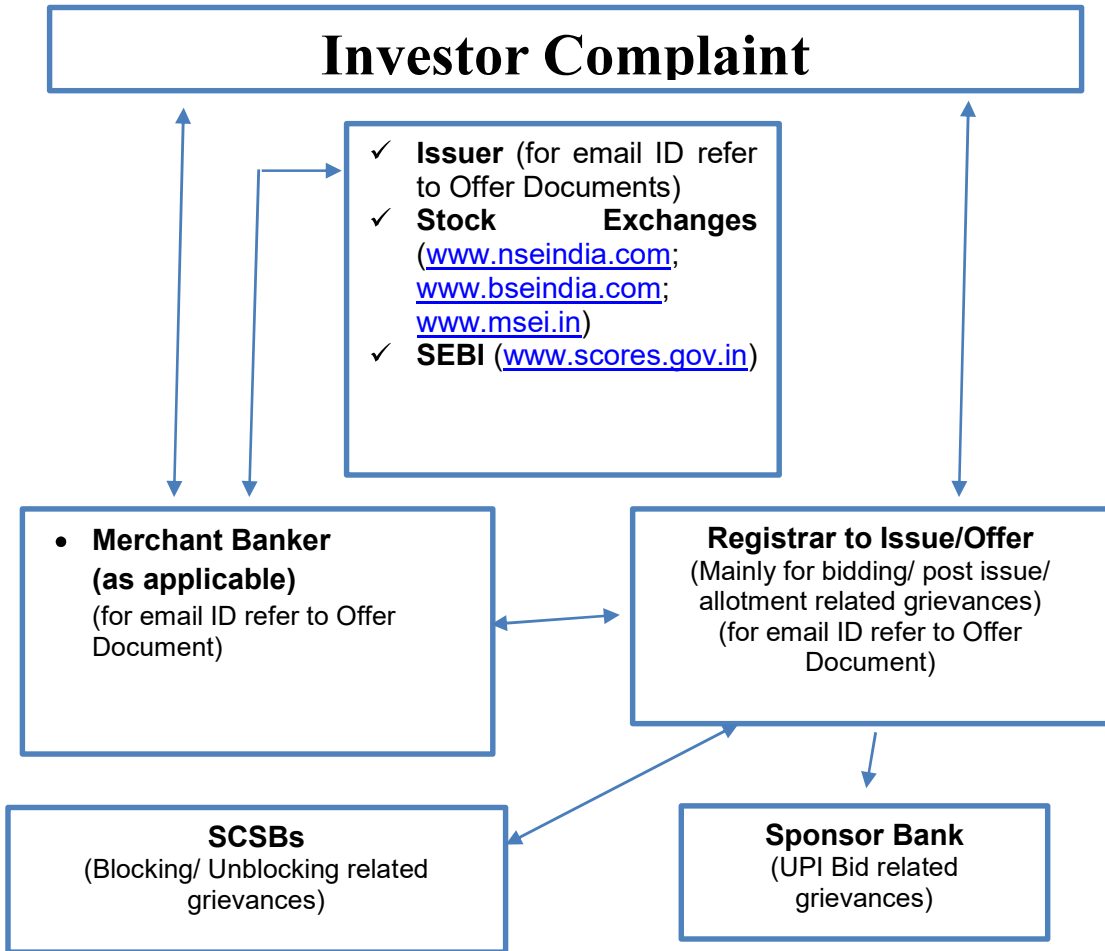 Investor Complaint
✓ Issuer (for email ID refer
to Offer Documents)
✓ Stock Exchanges
(www.nseindia.com;
www.bseindia.com;
www.msei.in)
✓ SEBI (www.scores.gov.in)
• Merchant Banker
(as applicable)
(for email ID refer to Offer
Document)
Registrar to Issue/Offer
(Mainly for bidding/ post issue/
allotment related grievances)
(for email ID refer to Offer
Document)
SCSBs
(Blocking/ Unblocking related
grievances)
Sponsor Bank
(UPI Bid related
grievances)